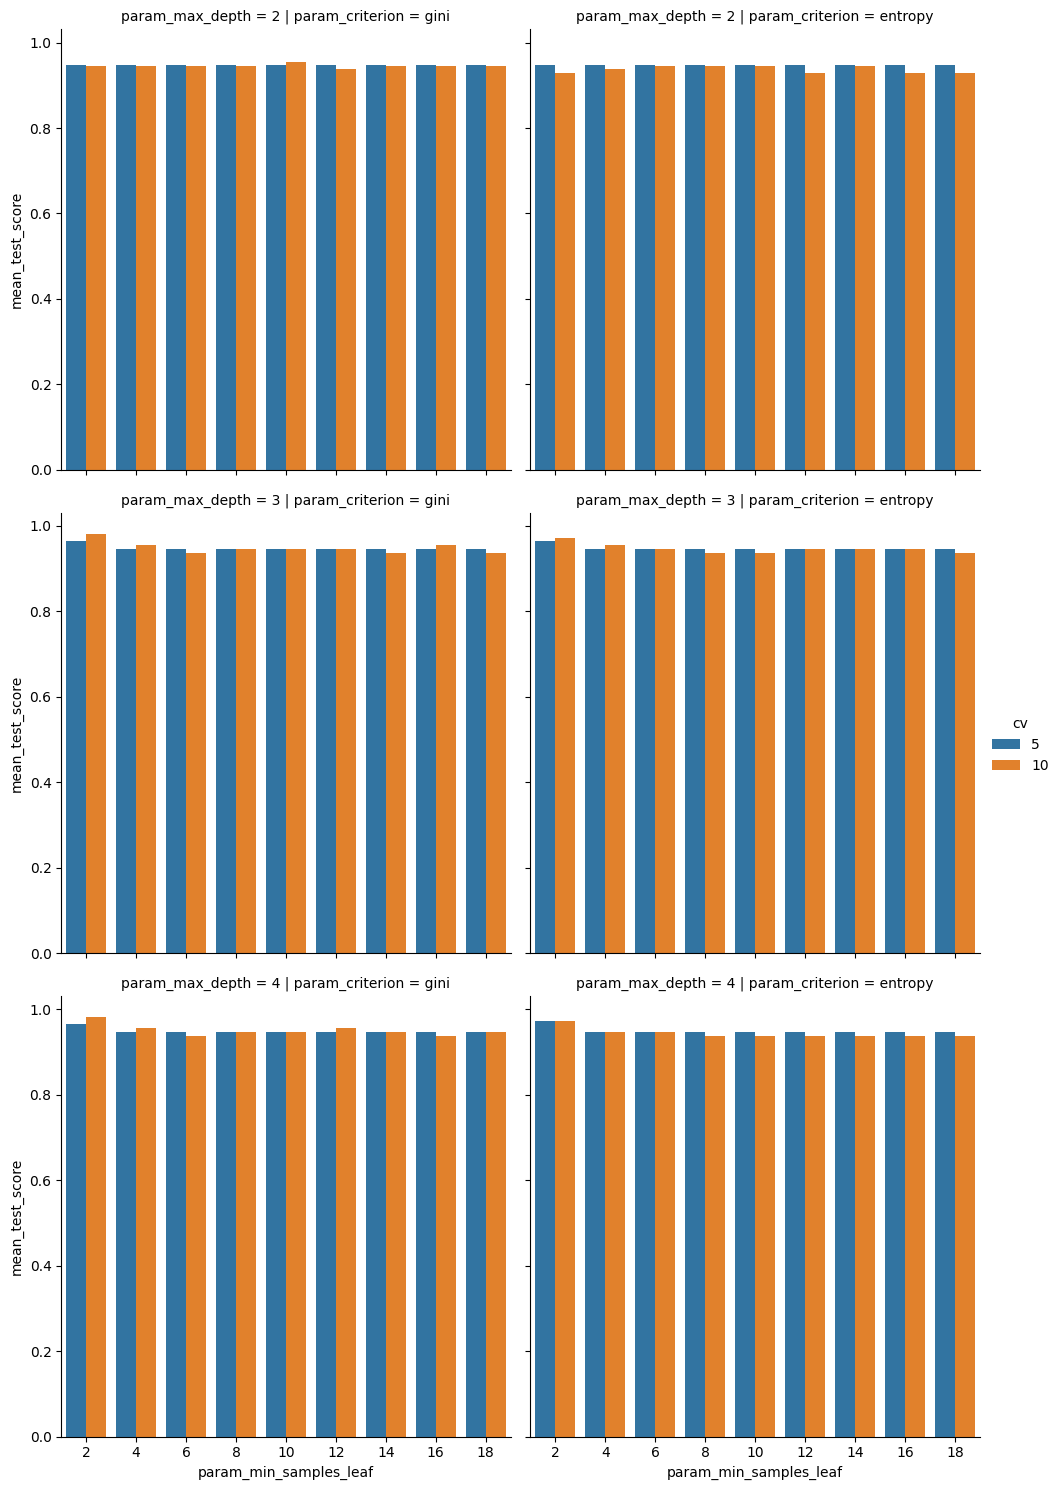 param_max_depth = 2 | param_criterion = gini
param_max_depth = 2 | param_criterion = entropy
1.0
0.8
0.6
0.4
0.2
0.0
mean_test_score
param_max_depth = 3 | param_criterion = gini
param_max_depth = 3 | param_criterion = entropy
1.0
0.8
0.6
0.4
0.2
0.0
mean_test_score
cv
5
10
param_max_depth = 4 | param_criterion = gini
param_max_depth = 4 | param_criterion = entropy
1.0
0.8
0.6
0.4
0.2
0.0
mean_test_score
2 4 6 8 10 12 14 16 18
param_min_samples_leaf
2 4 6 8 10 12 14 16 18
param_min_samples_leaf